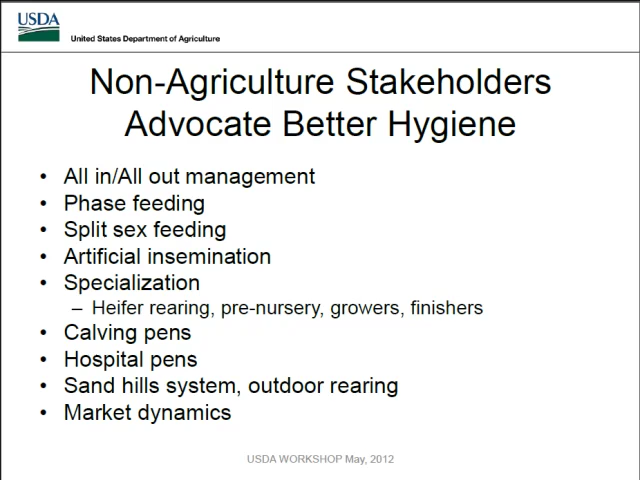 USDA
United States Department of Agriculture
Non-Agriculture Stakeholders
Advocate Better Hygiene
• All in/All out management
• Phase feeding
• Split sex feeding
• Artificial insemination
• Specialization
– Heifer rearing, pre-nursery, growers, finishers
• Calving pens
• Hospital pens
• Sand hills system, outdoor rearing
• Market dynamics
USDA WORKSHOP May, 2012